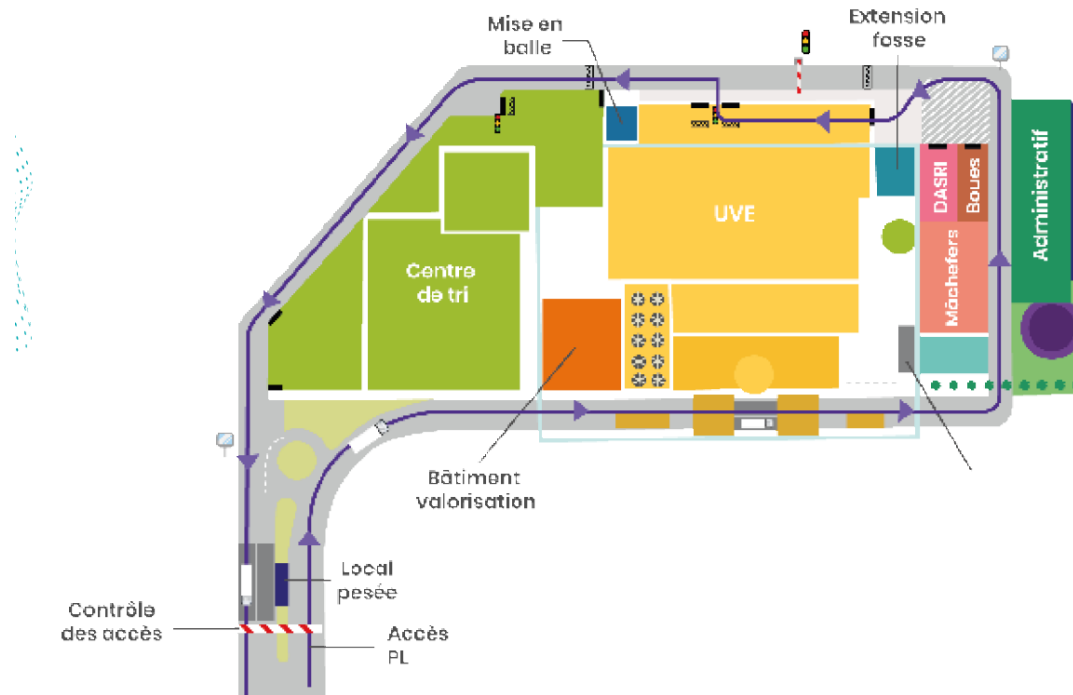 Mise en
balle
Extension
fosse
UVE
DASRI
Boues
Administratif
Mâchefers
Centre
de tri
Bâtiment
valorisation
Local
pesée
Contrôle
des accès
Accès
PL